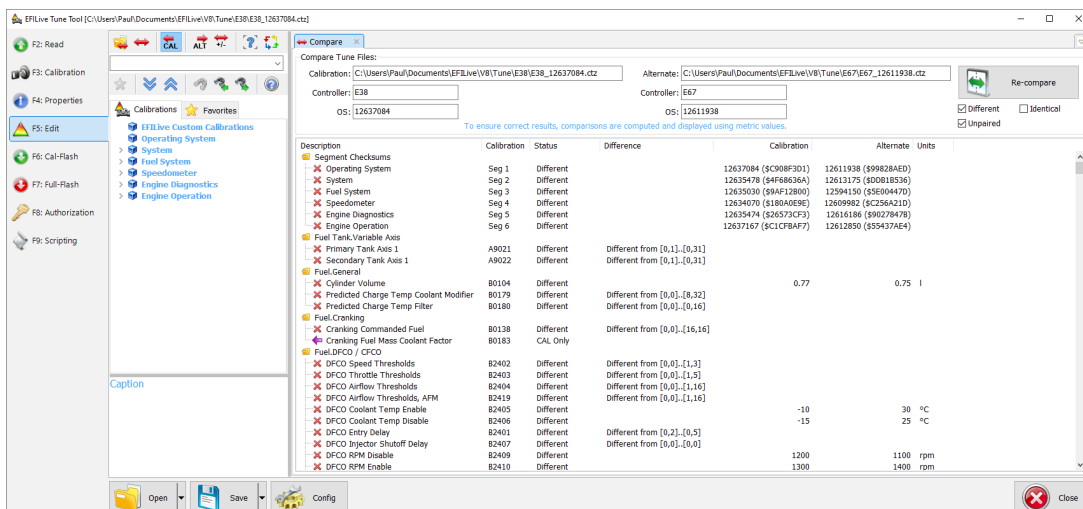 EFILive Tune Tool [C:\Users\Paul\Documents\EFILive\V8\Tune\E38\E38_12637084.ctz]
F2: Read
F3: Calibration
F4: Properties
F5: Edit
F6: Cal-Flash
F7: Full-Flash
F8: Authorization
F9: Scripting
CAL ALT +/-
Calibrations Favorites
EFILive Custom Calibrations
Operating System
System
Fuel System
Speedometer
Engine Diagnostics
Engine Operation
Caption
Compare
Compare Tune Files:
Calibration: C:\Users\Paul\Documents\EFILive\V8\Tune\E38\E38_12637084.ctz Alternate: C:\Users\Paul\Documents\EFILive\V8\Tune\E67\E67_12611938.ctz
Controller: E38 Controller: E67
OS: 12637084 OS: 12611938
Re-compare
Different Identical
Unpaired
To ensure correct results, comparisons are computed and displayed using metric values.
Description Calibration Status Difference Calibration Alternate Units
Segment Checksums
Operating System Seg 1 Different 12637084 ($C908F3D1) 12611938 ($99828AED)
System Seg 2 Different 12635478 ($4F68636A) 12613175 ($DDB1B536)
Fuel System Seg 3 Different 12635030 ($9AF12B00) 12594150 ($5E00447D)
Speedometer Seg 4 Different 12634070 ($180A0E9E) 12609982 ($C256A21D)
Engine Diagnostics Seg 5 Different 12635474 ($26573CF3) 12616186 ($9027847B)
Engine Operation Seg 6 Different 12637167 ($C1CFBAF7) 12612850 ($55437AE4)
Fuel Tank.Variable Axis
Primary Tank Axis 1 A9021 Different Different from [0,1]..[0,31]
Secondary Tank Axis 1 A9022 Different Different from [0,1]..[0,31]
Fuel.General
Cylinder Volume B0104 Different 0.77 0.75 l
Predicted Charge Temp Coolant Modifier B0179 Different Different from [0,0]..[8,32]
Predicted Charge Temp Filter B0180 Different Different from [0,0]..[0,16]
Fuel.Cranking
Cranking Commanded Fuel B0138 Different Different from [0,0]..[16,16]
Cranking Fuel Mass Coolant Factor B0183 CAL Only
Fuel.DFCO / CFCO
DFCO Speed Thresholds B2402 Different Different from [0,0]..[1,3]
DFCO Throttle Thresholds B2403 Different Different from [0,0]..[1,5]
DFCO Airflow Thresholds B2404 Different Different from [0,0]..[1,16]
DFCO Airflow Thresholds, AFM B2419 Different Different from [0,0]..[1,16]
DFCO Coolant Temp Enable B2405 Different -10 30 °C
DFCO Coolant Temp Disable B2406 Different -15 25 °C
DFCO Entry Delay B2401 Different Different from [0,2]..[0,5]
DFCO Injector Shutoff Delay B2407 Different Different from [0,0]..[0,0]
DFCO RPM Disable B2409 Different 1200 1100 rpm
DFCO RPM Enable B2410 Different 1300 1400 rpm
Open Save Config Close